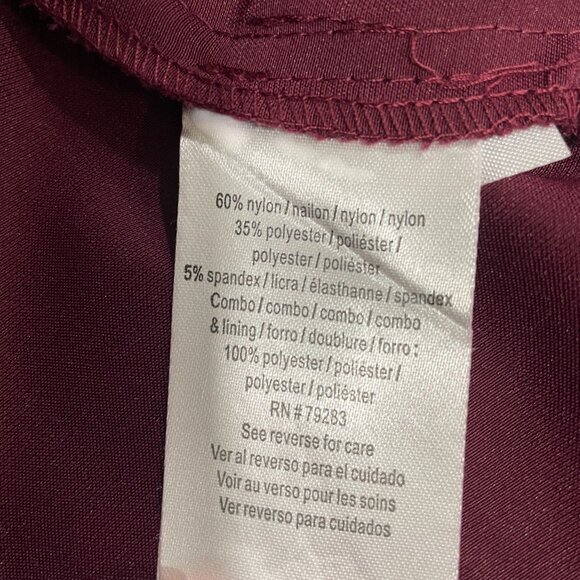 60% nylon / nailon / nylon / nylon
35% polyester / poliéster /
polyester / poliéster
5% spandex / licra / élasthanne / spandex
Combo / combo / combo / combo
& lining / forro / doublure / forro :
100% polyester / poliéster /
polyester / poliéster
RN # 79283
See reverse for care
Ver al reverso para el cuidado
Voir au verso pour les soins
Ver reverso para cuidados